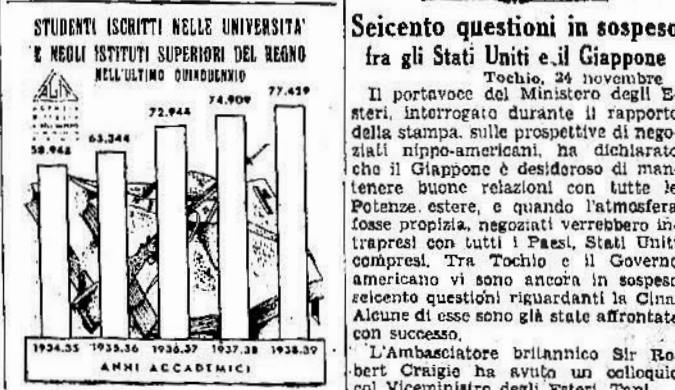 STUDENTI ISCRITTI NELLE UNIVERSITA'
E NEGLI ISTITUTI SUPERIORI DEL REGNO
NELL'ULTIMO QUINQUENNIO
77.429
74.909
72.944
63.344
58.945
1934.35 1935.36 1936.37 1937.38 1938.39
ANNI ACCADEMICI
Seicento questioni in sospeso
fra gli Stati Uniti e il Giappone
Tochio, 24 novembre
Il portavoce del Ministero degli E-
steri, interrogato durante il rapporto
della stampa, sulle prospettive di nego-
ziati nippo-americani, ha dichiarato
che il Giappone è desideroso di man-
tenere buone relazioni con tutte le
Potenze estere, e quando l'atmosfera
fosse propizia, negoziati verrebbero in-
trapresi con tutti i Paesi, Stati Uniti
compresi. Tra Tochio e il Governo
americano vi sono ancora in sospeso
seicento questioni riguardanti la Cina.
Alcune di esse sono già state affrontate
con successo.
L'Ambasciatore britannico Sir Ro-
bert Craigie ha avuto un colloquio
col Viceministro degli Esteri Tani